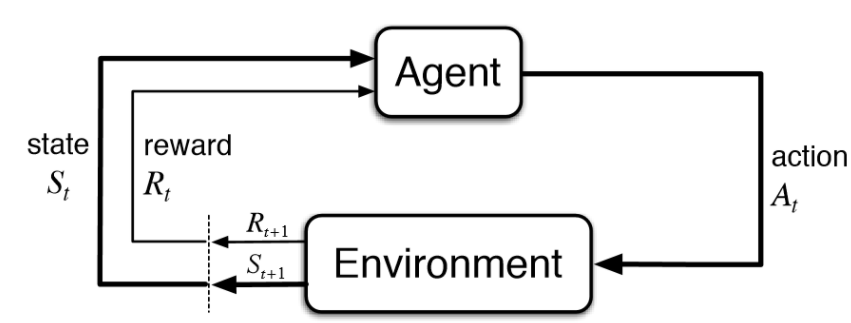 Agent
state
S_t
reward
R_t
action
A_t
R_{t+1}
S_{t+1}
Environment